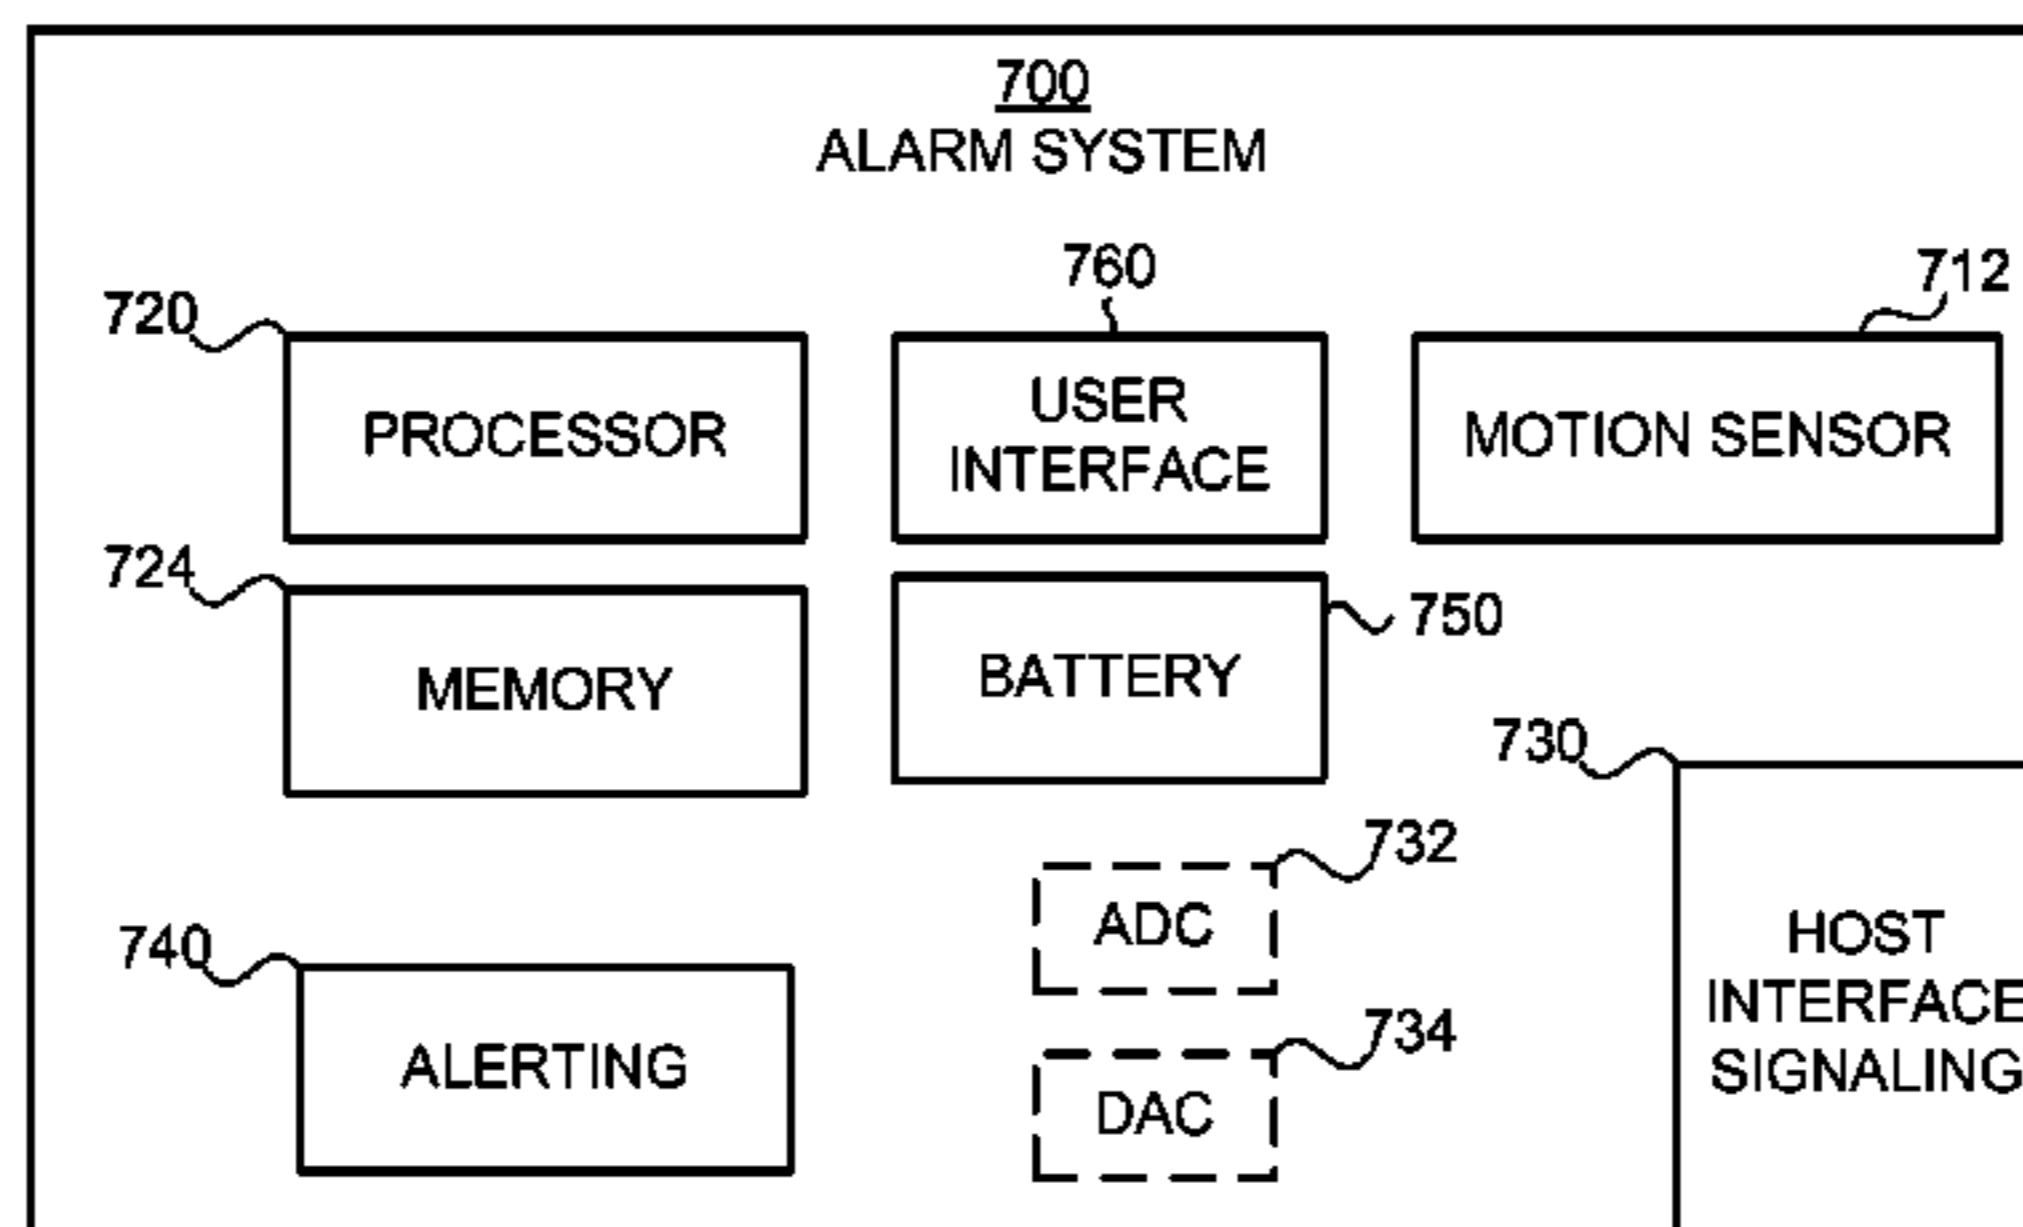 700
ALARM SYSTEM
760
712
720
PROCESSOR
USER
INTERFACE
MOTION SENSOR
724
MEMORY
BATTERY
750
730
732
ADC
740
ALERTING
734
DAC
HOST
INTERFACE
SIGNALING